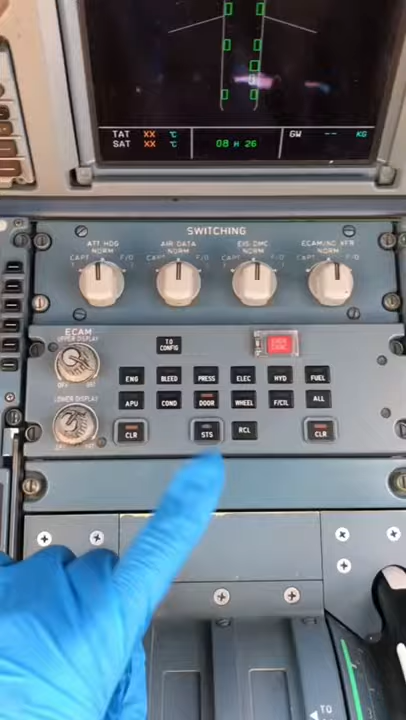 TAT XX °C GW -- KG
SAT XX °C 08 H 26
SWITCHING
ATT HDG AIR DATA EIS DMC ECAM/ND XFR
NORM NORM NORM NORM
CAPT F/O CAPT F/O CAPT F/O CAPT F/O
ECAM
UPPER DISPLAY
TO CONFIG
EMER CANC
OFF BRT
ENG BLEED PRESS ELEC HYD FUEL
APU COND DOOR WHEEL F/CTL ALL
LOWER DISPLAY
CLR STS RCL CLR
OFF BRT
TO